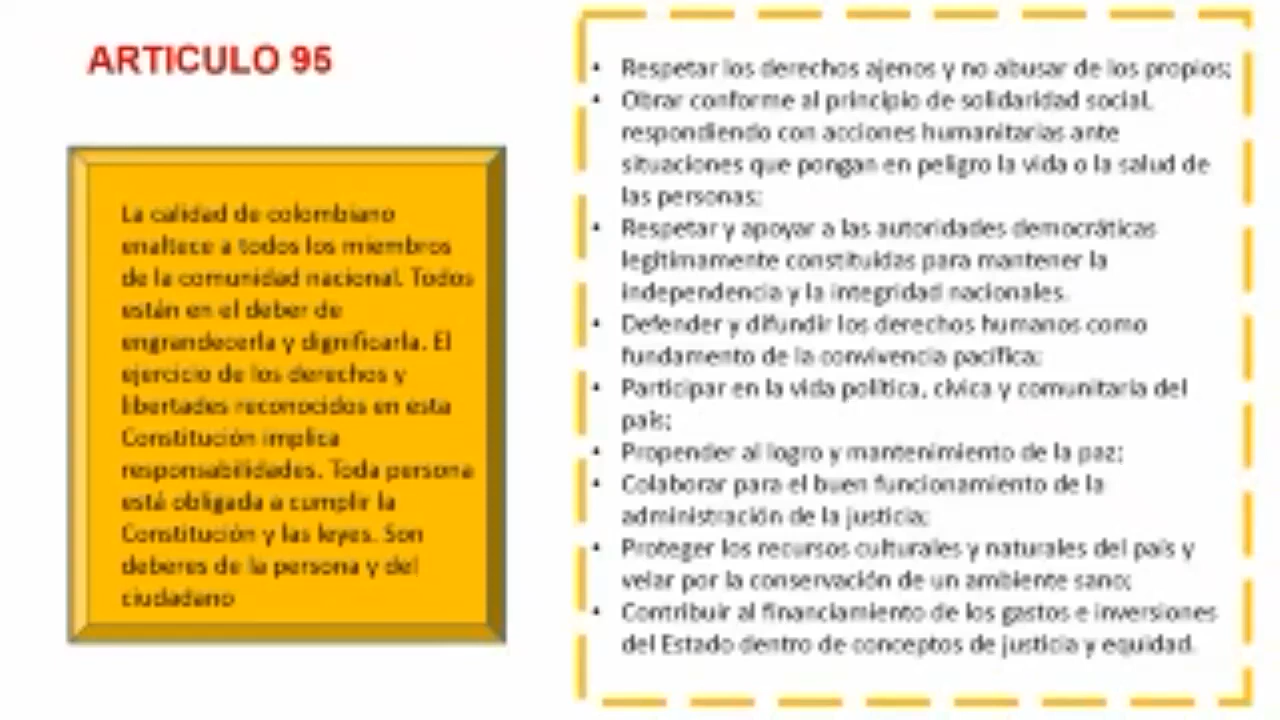 ARTICULO 95
La calidad de colombiano
enaltece a todos los miembros
de la comunidad nacional. Todos
están en el deber de
engrandecerla y dignificarla. El
ejercicio de los derechos y
libertades reconocidos en esta
Constitución implica
responsabilidades. Toda persona
está obligada a cumplir la
Constitución y las leyes. Son
deberes de la persona y del
ciudadano
• Respetar los derechos ajenos y no abusar de los propios;
• Obrar conforme al principio de solidaridad social,
respondiendo con acciones humanitarias ante
situaciones que pongan en peligro la vida o la salud de
las personas;
• Respetar y apoyar a las autoridades democráticas
legítimamente constituidas para mantener la
independencia y la integridad nacionales.
• Defender y difundir los derechos humanos como
fundamento de la convivencia pacífica;
• Participar en la vida política, cívica y comunitaria del
país;
• Propender al logro y mantenimiento de la paz;
• Colaborar para el buen funcionamiento de la
administración de la justicia;
• Proteger los recursos culturales y naturales del país y
velar por la conservación de un ambiente sano;
• Contribuir al financiamiento de los gastos e inversiones
del Estado dentro de conceptos de justicia y equidad.